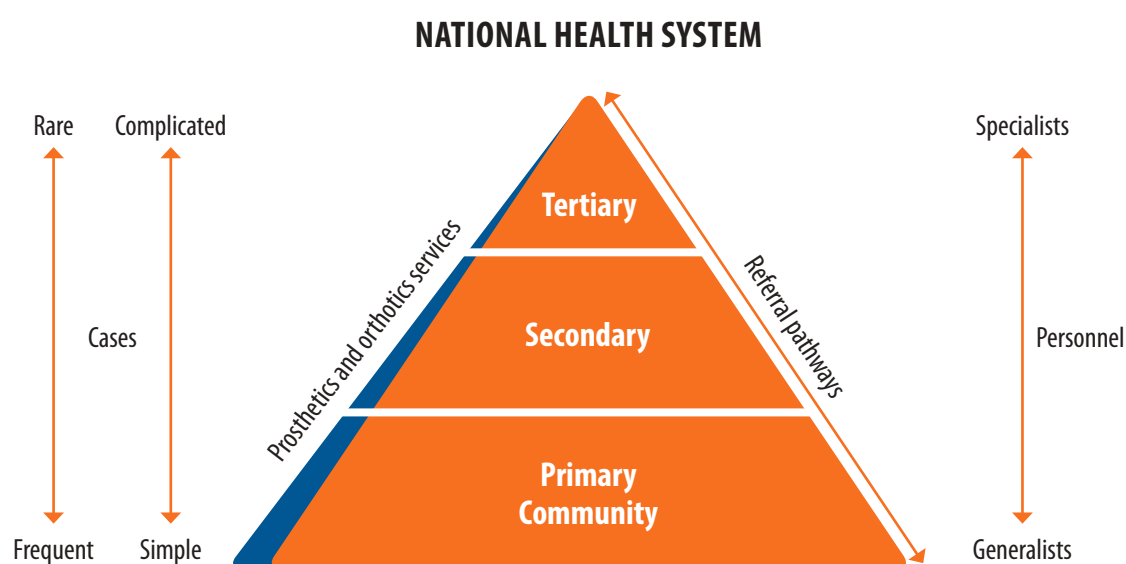 NATIONAL HEALTH SYSTEM
Rare
Complicated
Specialists
Tertiary
Prosthetics and orthotics services
Referral pathways
Cases
Secondary
Personnel
Primary
Community
Frequent
Simple
Generalists